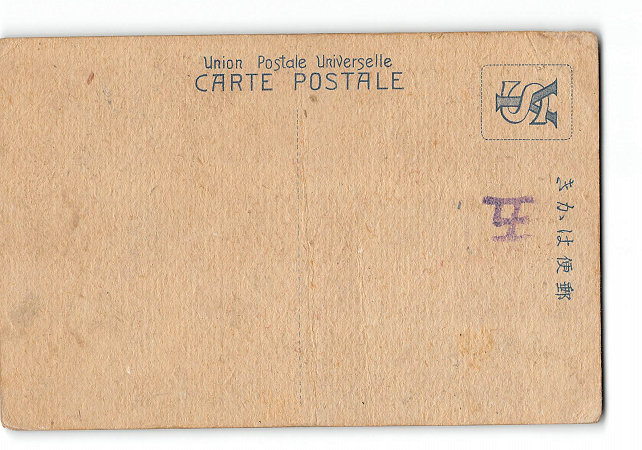 Union Postale Universelle
CARTE POSTALE
郵便はかき